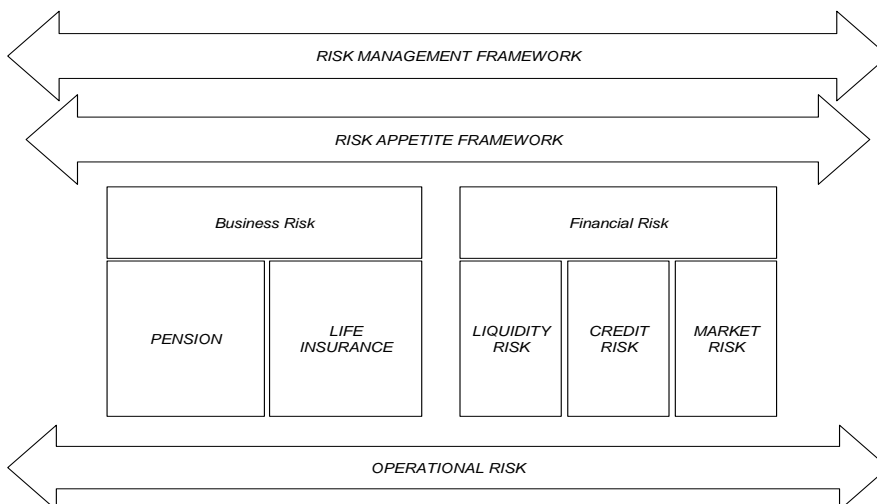 RISK MANAGEMENT FRAMEWORK
RISK APPETITE FRAMEWORK
Business Risk
Financial Risk
PENSION
LIFE
INSURANCE
LIQUIDITY
RISK
CREDIT
RISK
MARKET
RISK
OPERATIONAL RISK